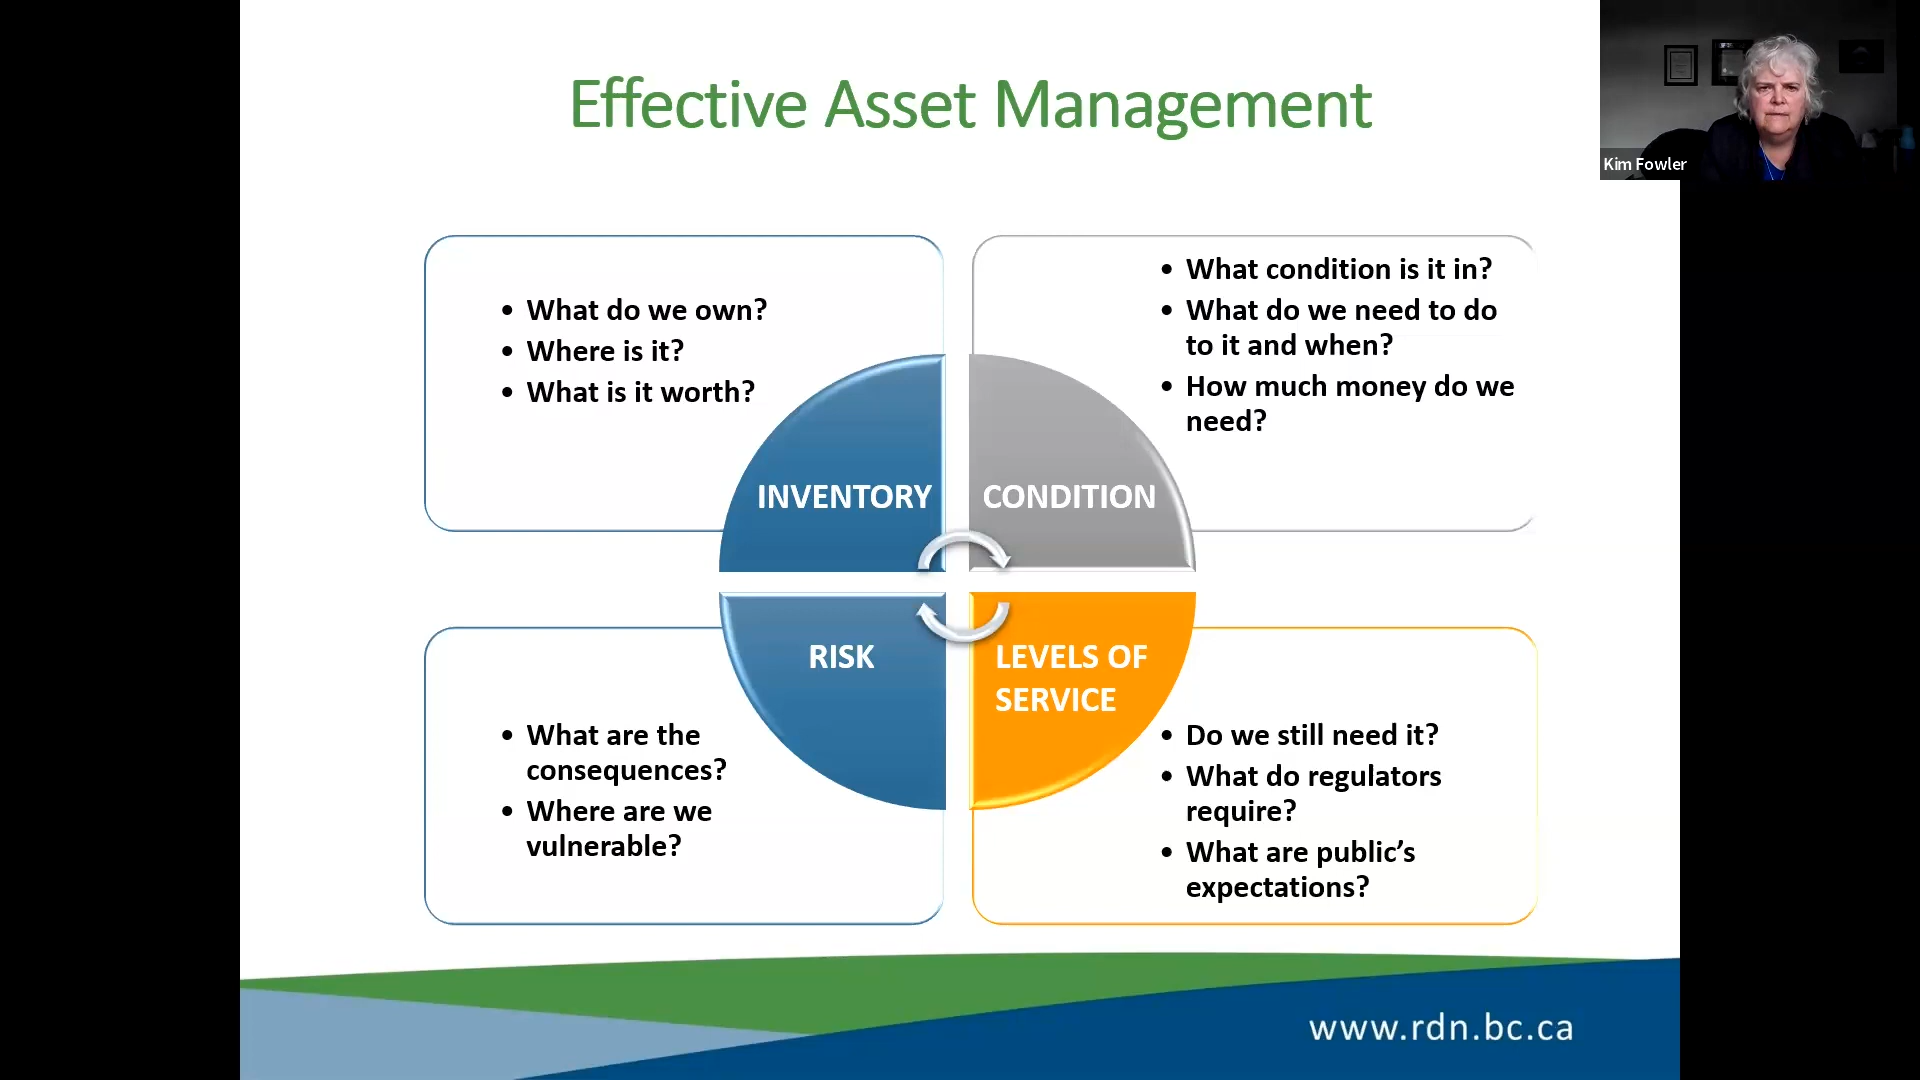 Effective Asset Management
Kim Fowler
• What do we own?
• Where is it?
• What is it worth?
• What condition is it in?
• What do we need to do
to it and when?
• How much money do we
need?
INVENTORY
CONDITION
RISK
LEVELS OF
SERVICE
• What are the
consequences?
• Where are we
vulnerable?
• Do we still need it?
• What do regulators
require?
• What are public’s
expectations?
www.rdn.bc.ca